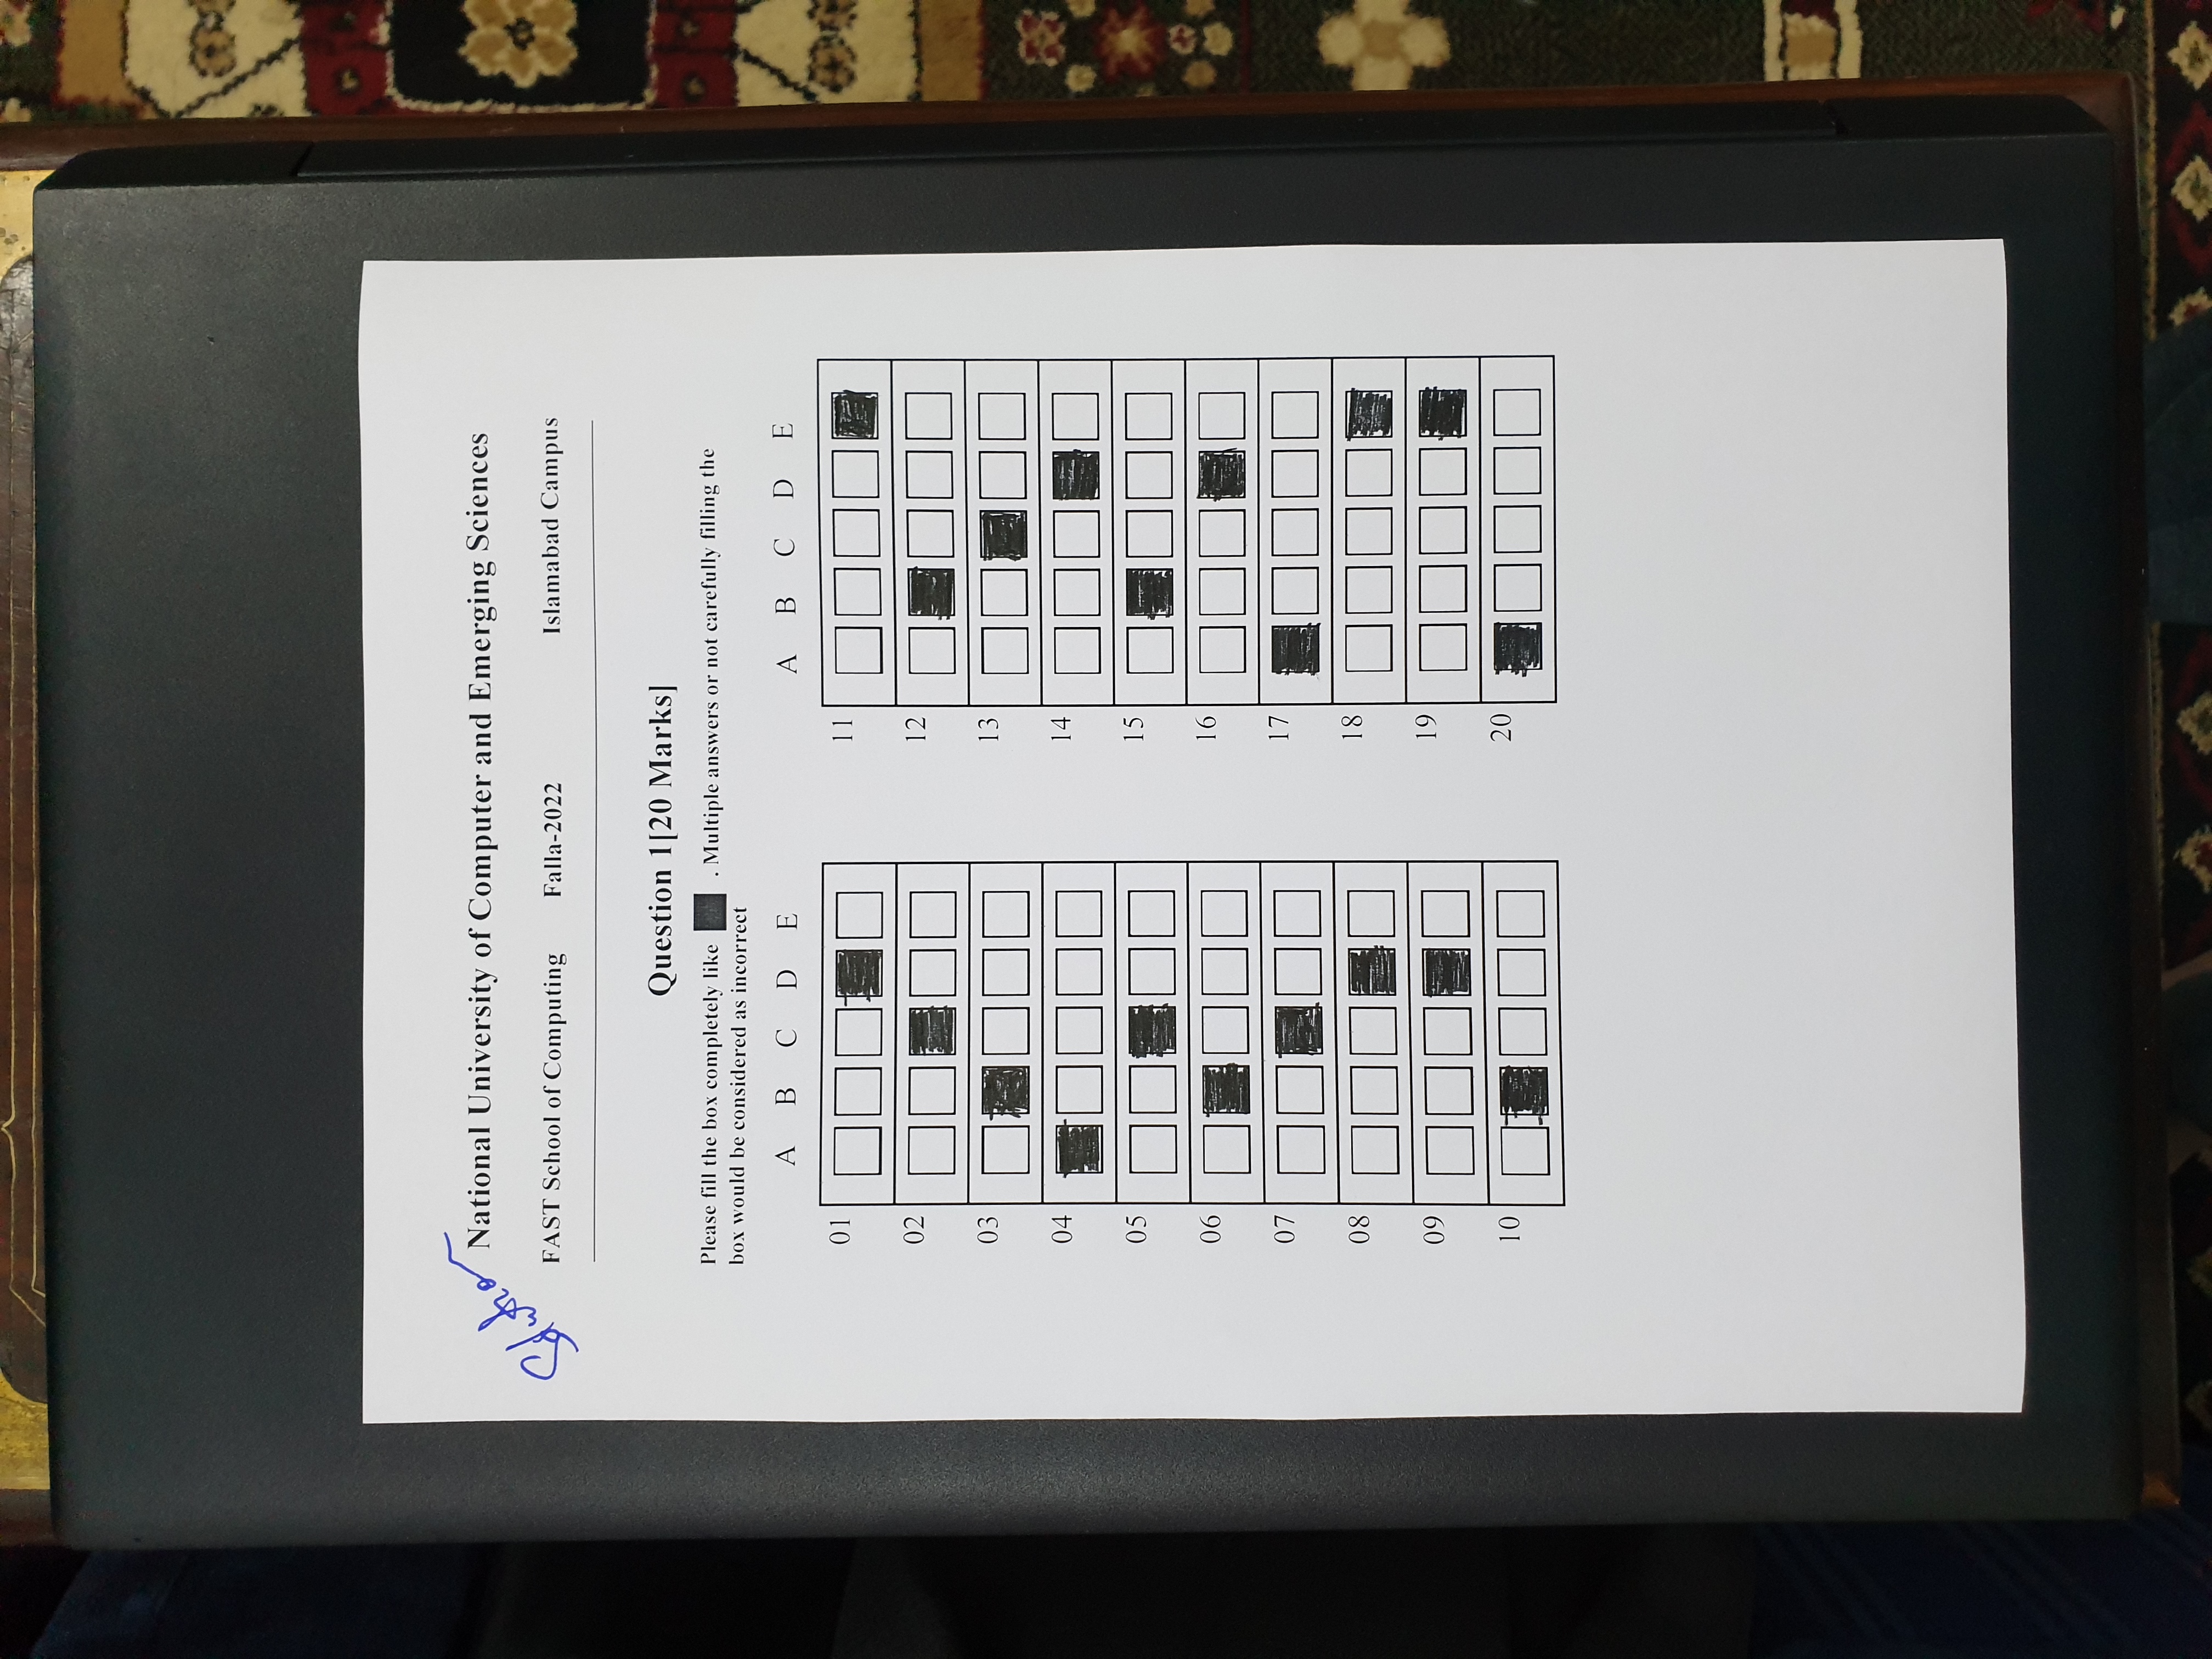 Solution
National University of Computer and Emerging Sciences
FAST School of Computing Falla-2022 Islamabad Campus
Question 1[20 Marks]
Please fill the box completely like . Multiple answers or not carefully filling the
box would be considered as incorrect
A B C D E
01
02
03
04
05
06
07
08
09
10
A B C D E
11
12
13
14
15
16
17
18
19
20